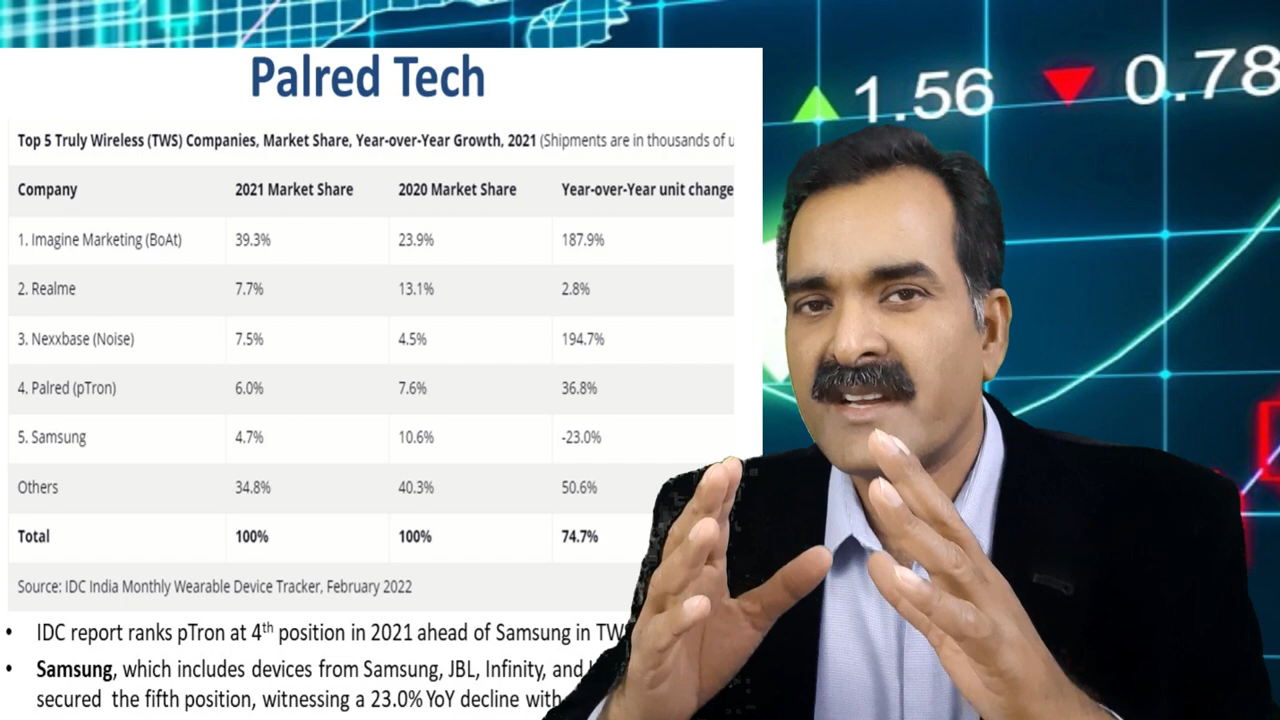 1.56 0.78
Palred Tech
Top 5 Truly Wireless (TWS) Companies, Market Share, Year-over-Year Growth, 2021 (Shipments are in thousands of
Company 2021 Market Share 2020 Market Share Year-over-Year unit change
1. Imagine Marketing (BoAt) 39.3% 23.9% 187.9%
2. Realme 7.7% 13.1% 2.8%
3. Nexxbase (Noise) 7.5% 4.5% 194.7%
4. Palred (pTron) 6.0% 7.6% 36.8%
5. Samsung 4.7% 10.6% -23.0%
Others 34.8% 40.3% 50.6%
Total 100% 100% 74.7%
Source: IDC India Monthly Wearable Device Tracker, February 2022
• IDC report ranks pTron at 4th position in 2021 ahead of Samsung in
• Samsung, which includes devices from Samsung, JBL, Infinity, and
secured the fifth position, witnessing a 23.0% YoY decline with